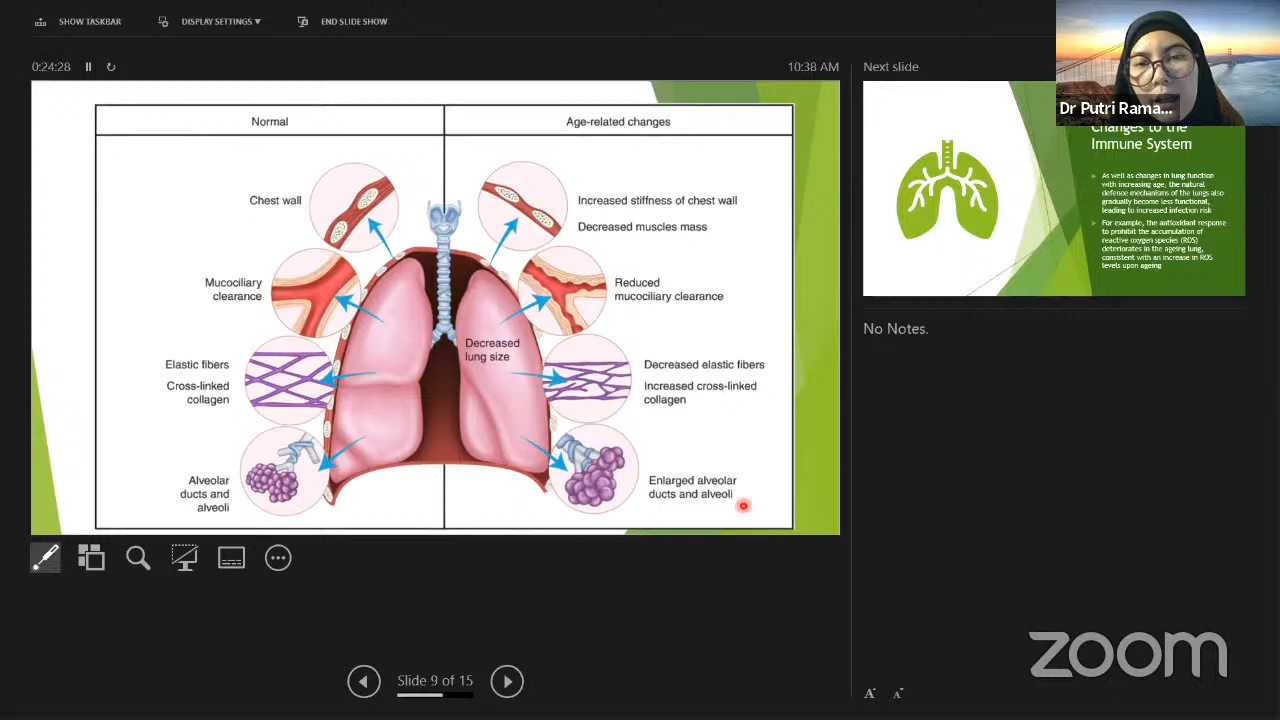 SHOW TASKBAR
DISPLAY SETTINGS
END SLIDE SHOW
0:24:28
10:38 AM
Normal
Age-related changes
Chest wall
Increased stiffness of chest wall
Decreased muscles mass
Mucociliary
clearance
Reduced
mucociliary clearance
Decreased
lung size
Elastic fibers
Cross-linked
collagen
Decreased elastic fibers
Increased cross-linked
collagen
Alveolar
ducts and
alveoli
Enlarged alveolar
ducts and alveoli
Slide 9 of 15
Next slide
Dr Putri Rama...
Changes to the
Immune System
As well as changes in lung function
with increasing age, the natural
defence mechanisms of the lungs also
gradually become less functional,
leading to increased infection risk
For example, the antioxidant response
to prohibit the accumulation of
reactive oxygen species (ROS)
deteriorates in the ageing lung,
consistent with an increase in ROS
levels upon ageing
No Notes.
zoom
A A